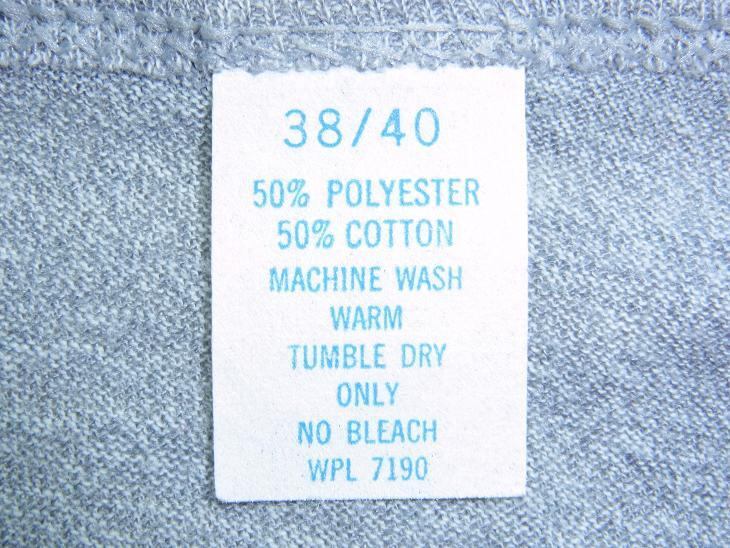 38/40
50% POLYESTER
50% COTTON
MACHINE WASH
WARM
TUMBLE DRY
ONLY
NO BLEACH
WPL 7190